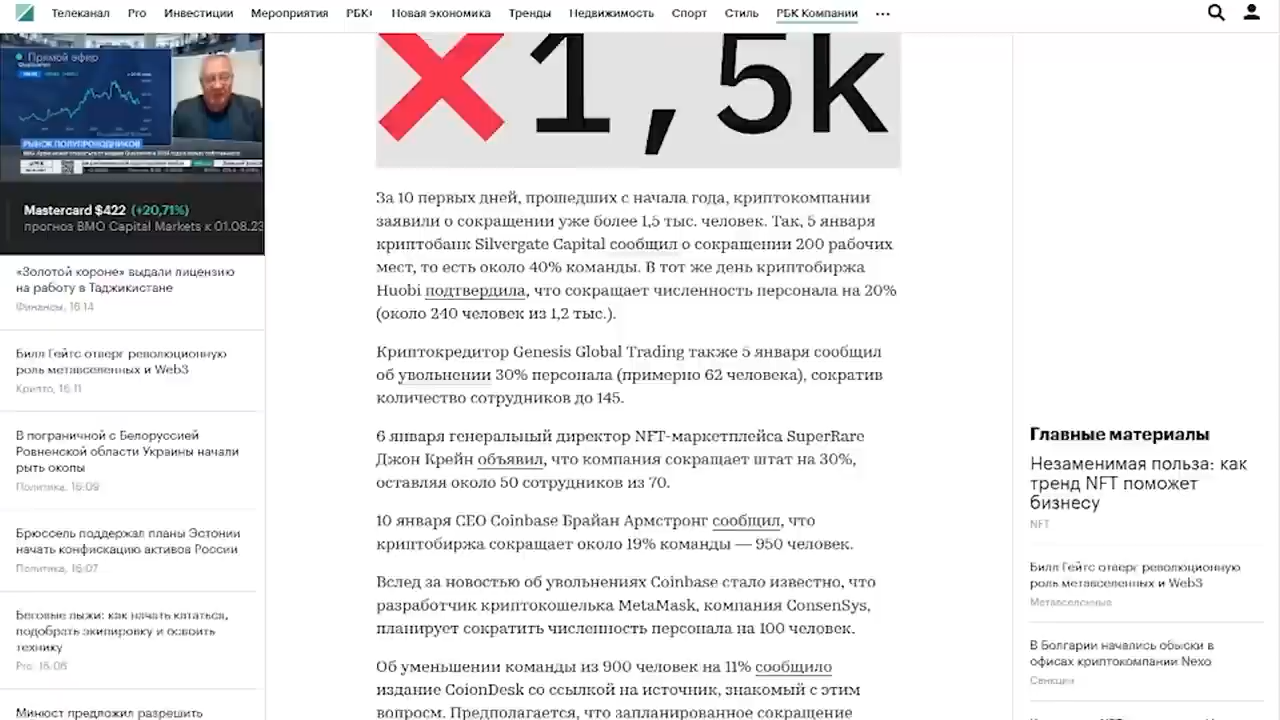 Телеканал Pro Инвестиции Мероприятия РБК+ Новая экономика Тренды Недвижимость Спорт Стиль РБК Компании ...
Прямой эфир
РЫНОК ПОЛУПРОВОДНИКОВ
Mastercard $422 (+20,71%)
прогноз BMO Capital Markets к 01.08.23
«Золотой короне» выдали лицензию
на работу в Таджикистане
Финансы, 16:14
Билл Гейтс отверг революционную
роль метавселенных и Web3
Крипто, 16:11
В пограничной с Белоруссией
Ровненской области Украины начали
рыть окопы
Политика, 16:09
Брюссель поддержал планы Эстонии
начать конфискацию активов России
Политика, 16:07
Беговые лыжи: как начать кататься,
подобрать экипировку и освоить
технику
Pro, 16:06
Минюст предложил разрешить
×1,5k
За 10 первых дней, прошедших с начала года, криптокомпании
заявили о сокращении уже более 1,5 тыс. человек. Так, 5 января
криптобанк Silvergate Capital сообщил о сокращении 200 рабочих
мест, то есть около 40% команды. В тот же день криптобиржа
Huobi подтвердила, что сокращает численность персонала на 20%
(около 240 человек из 1,2 тыс.).
Криптокредитор Genesis Global Trading также 5 января сообщил
об увольнении 30% персонала (примерно 62 человека), сократив
количество сотрудников до 145.
6 января генеральный директор NFT-маркетплейса SuperRare
Джон Крейн объявил, что компания сокращает штат на 30%,
оставляя около 50 сотрудников из 70.
10 января CEO Coinbase Брайан Армстронг сообщил, что
криптобиржа сокращает около 19% команды — 950 человек.
Вслед за новостью об увольнениях Coinbase стало известно, что
разработчик криптокошелька MetaMask, компания ConsenSys,
планирует сократить численность персонала на 100 человек.
Об уменьшении команды из 900 человек на 11% сообщило
издание CoionDesk со ссылкой на источник, знакомый с этим
вопросм. Предполагается, что запланированное сокращение
Главные материалы
Незаменимая польза: как
тренд NFT поможет
бизнесу
NFT
Билл Гейтс отверг революционную
роль метавселенных и Web3
Метавселенные
В Болгарии начались обыски в
офисах криптокомпании Nexo
Санкции